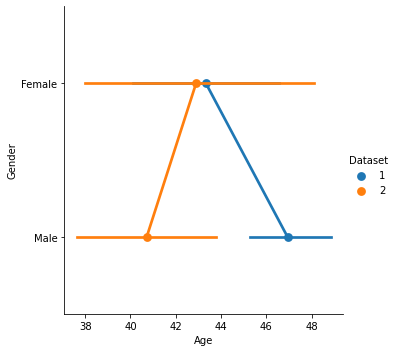 Female
Male
Gender
38 40 42 44 46 48
Age
Dataset
1
2